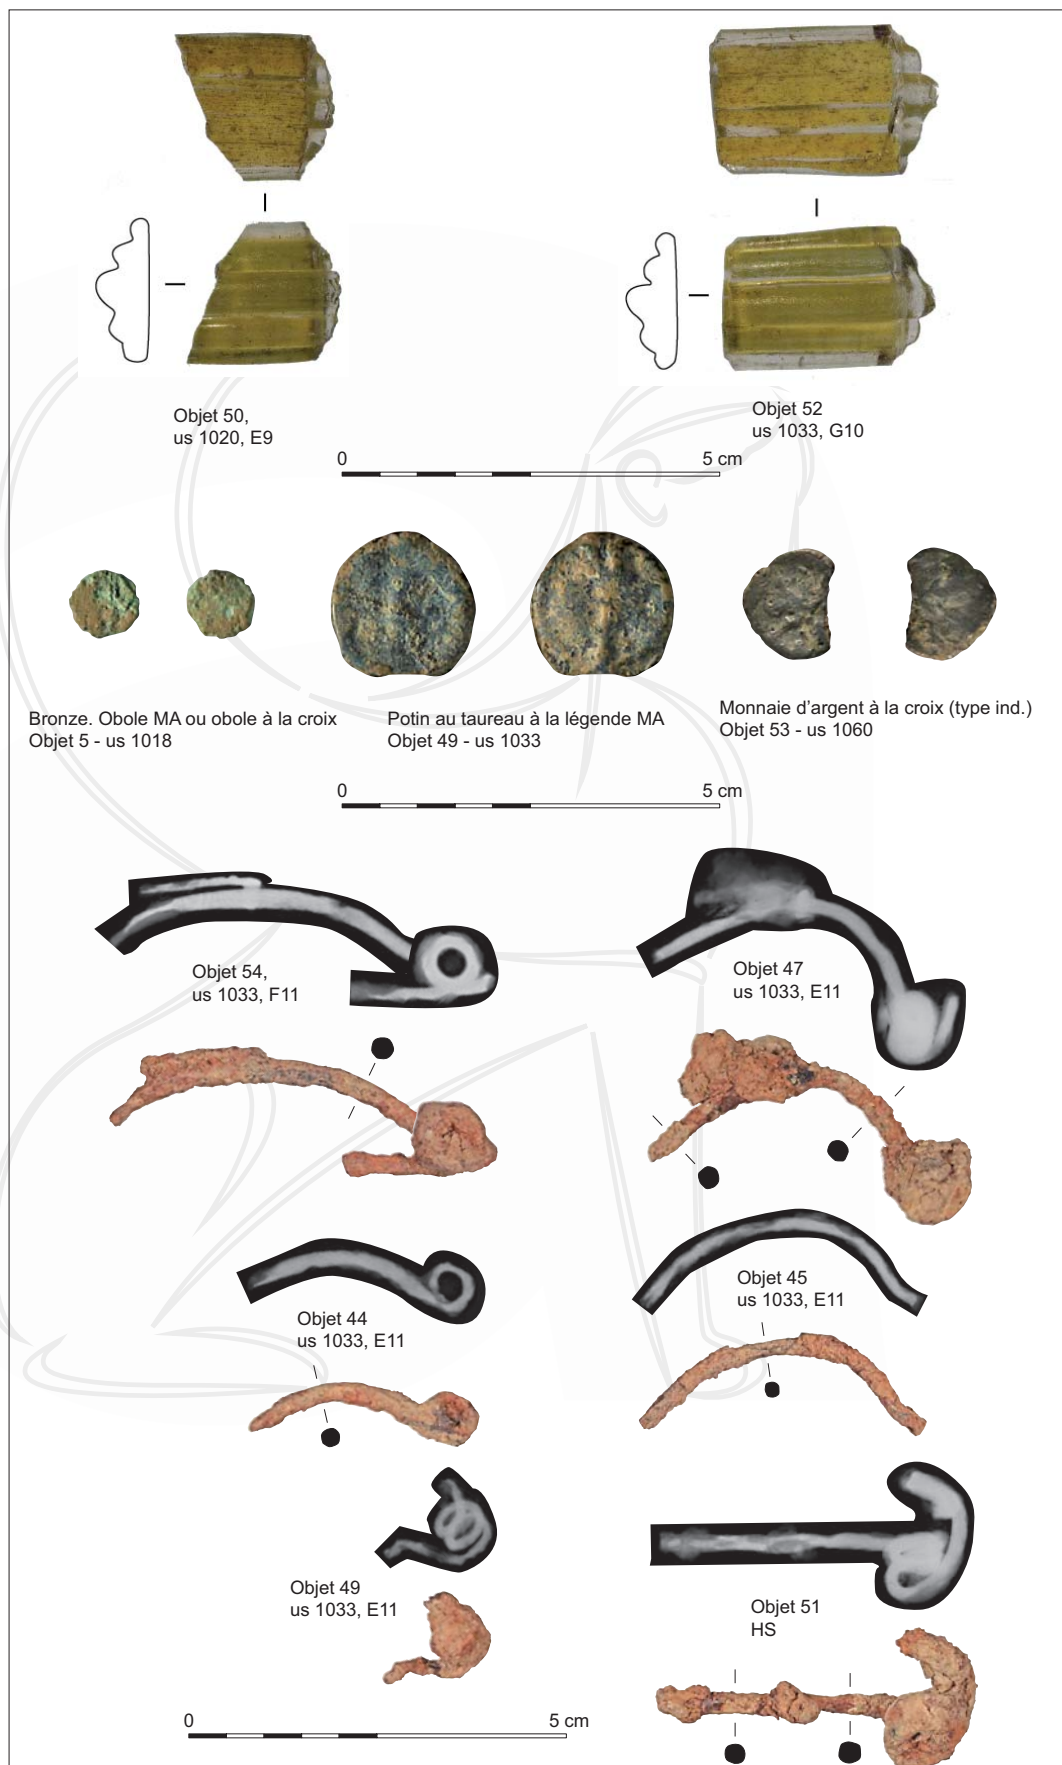 Objet 50,
us 1020, E9
Objet 52
us 1033, G10
0 5 cm
Bronze. Obole MA ou obole à la croix
Objet 5 - us 1018
Potin au taureau à la légende MA
Objet 49 - us 1033
Monnaie d'argent à la croix (type ind.)
Objet 53 - us 1060
0 5 cm
Objet 54,
us 1033, F11
Objet 47
us 1033, E11
Objet 44
us 1033, E11
Objet 45
us 1033, E11
Objet 49
us 1033, E11
Objet 51
HS
0 5 cm